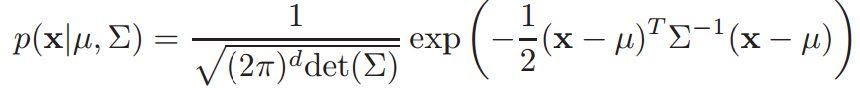 p(x|μ, Σ) = 1 / √((2π)^d det(Σ)) exp ( −1/2 (x − μ)^T Σ^−1 (x − μ) )